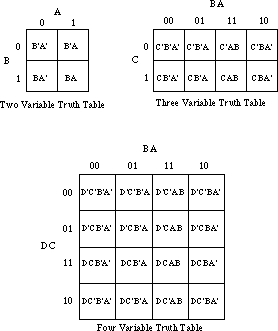 A
0 1
B
0 B'A' B'A
1 BA' BA
Two Variable Truth Table
BA
00 01 11 10
C
0 C'B'A' C'B'A C'AB C'BA'
1 CB'A' CB'A CAB CBA'
Three Variable Truth Table
BA
00 01 11 10
00 D'C'B'A' D'C'B'A D'C'AB D'C'BA'
01 D'CB'A' D'CB'A D'CAB D'CBA'
DC
11 DCB'A' DCB'A DCAB DCBA'
10 DC'B'A' DC'B'A DC'AB DC'BA'
Four Variable Truth Table